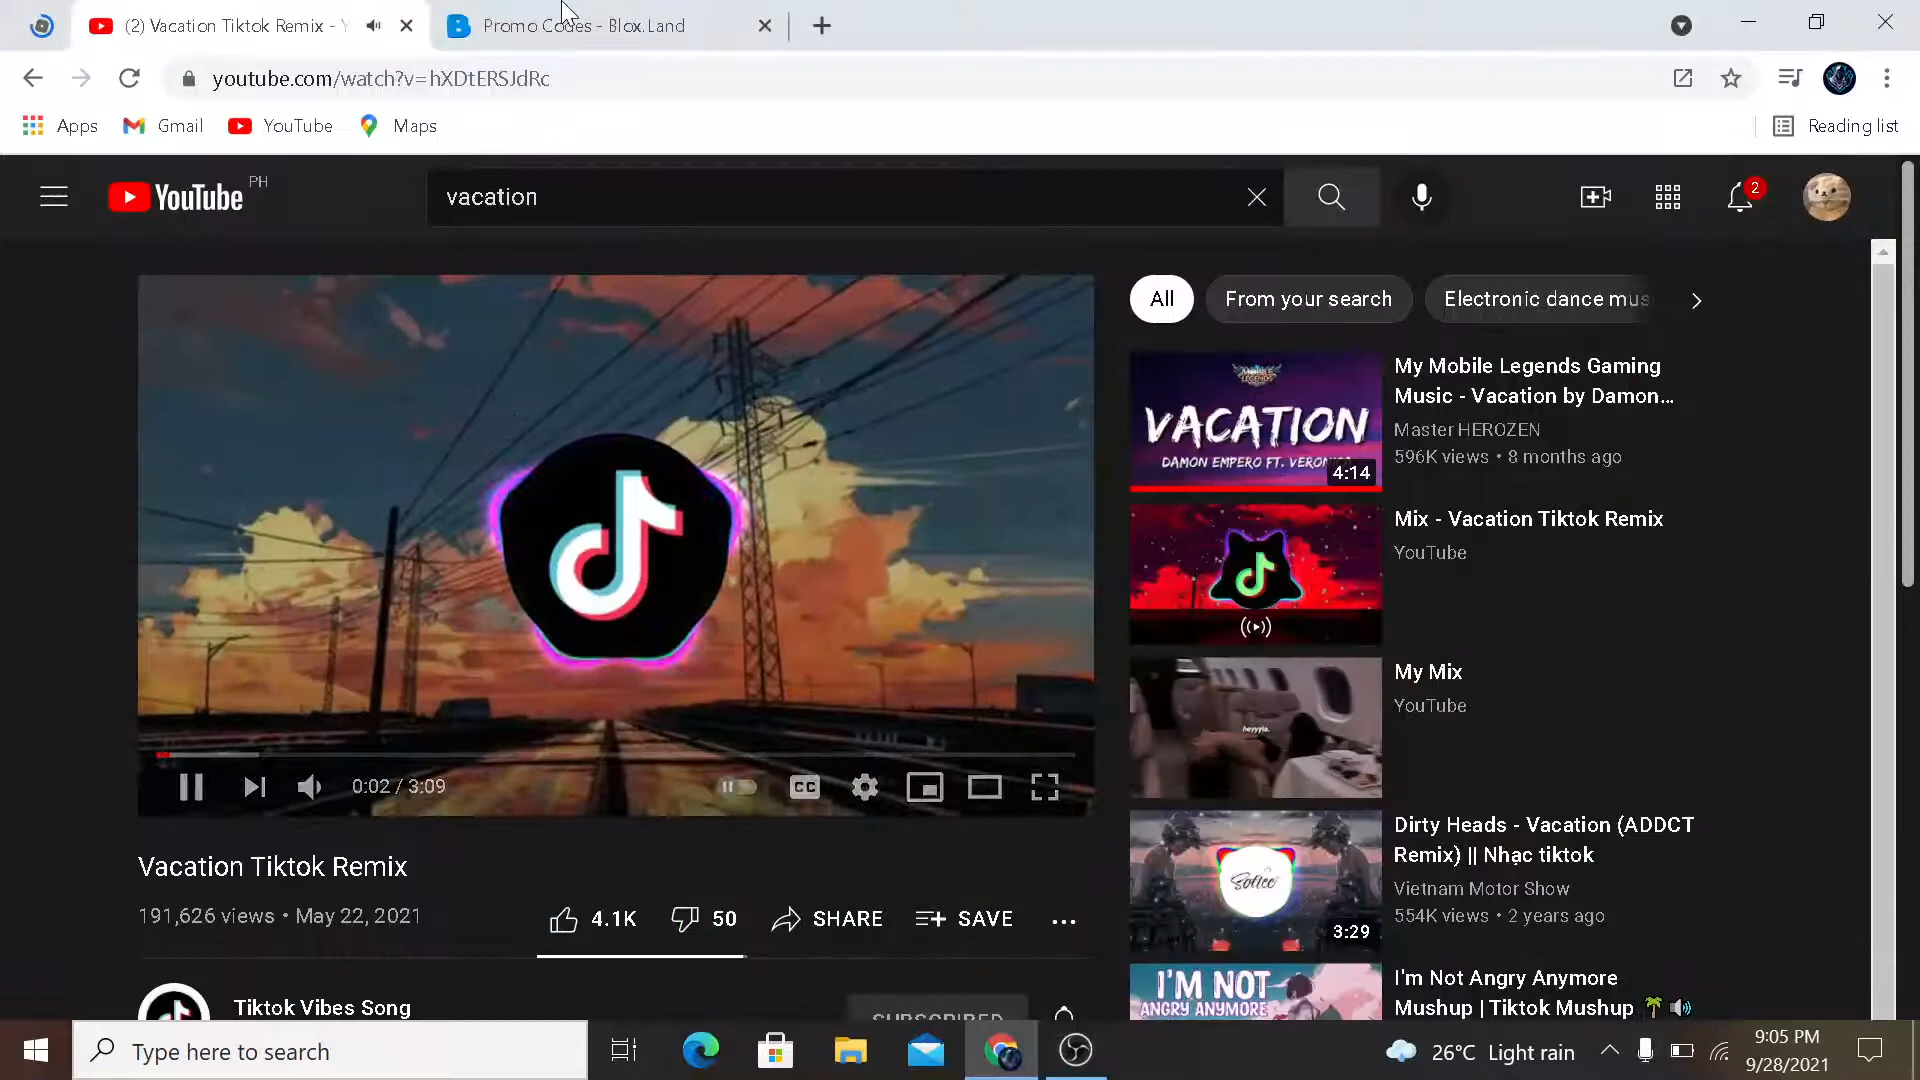 (2) Vacation Tiktok Remix - Y
Promo Codes - Blox.Land
youtube.com/watch?v=hXDtERSJdRc
Apps
Gmail
YouTube
Maps
Reading list
YouTube PH
vacation
2
All
From your search
Electronic dance mus
MOBILE LEGENDS
VACATION
DAMON EMPERO FT.
4:14
My Mobile Legends Gaming
Music - Vacation by Damon...
Master HEROZEN
596K views • 8 months ago
Mix - Vacation Tiktok Remix
YouTube
heyyyla.
My Mix
YouTube
Softee
3:29
Dirty Heads - Vacation (ADDCT
Remix) || Nhạc tiktok
Vietnam Motor Show
554K views • 2 years ago
I'M NOT
ANGRY ANYMORE
I'm Not Angry Anymore
Mushup | Tiktok Mushup
0:02 / 3:09
CC
Vacation Tiktok Remix
191,626 views • May 22, 2021
4.1K
50
SHARE
SAVE
Tiktok Vibes Song
SUBSCRIBED
Type here to search
26°C Light rain
9:05 PM
9/28/2021